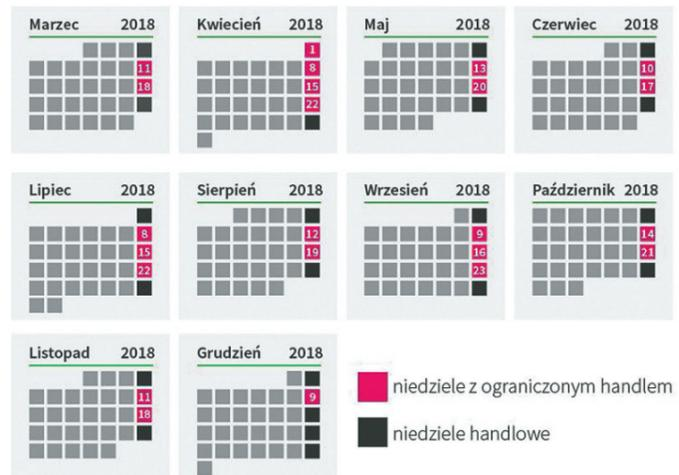 Marzec 2018
11
18
Kwiecień 2018
1
8
15
22
Maj 2018
13
20
Czerwiec 2018
10
17
Lipiec 2018
8
15
22
Sierpień 2018
12
19
Wrzesień 2018
9
16
23
Październik 2018
14
21
Listopad 2018
11
18
Grudzień 2018
9
niedziele z ograniczonym handlem
niedziele handlowe